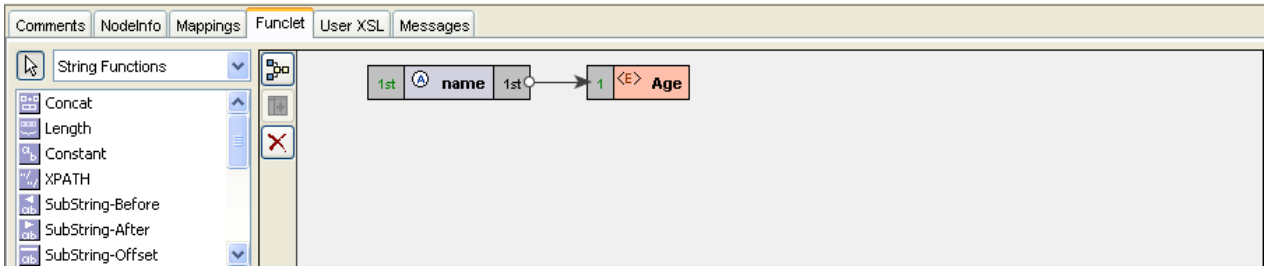 Comments NodeInfo Mappings Funclet User XSL Messages
String Functions
1st A name 1st 1 <E> Age
Concat
Length
Constant
XPATH
SubString-Before
SubString-After
SubString-Offset